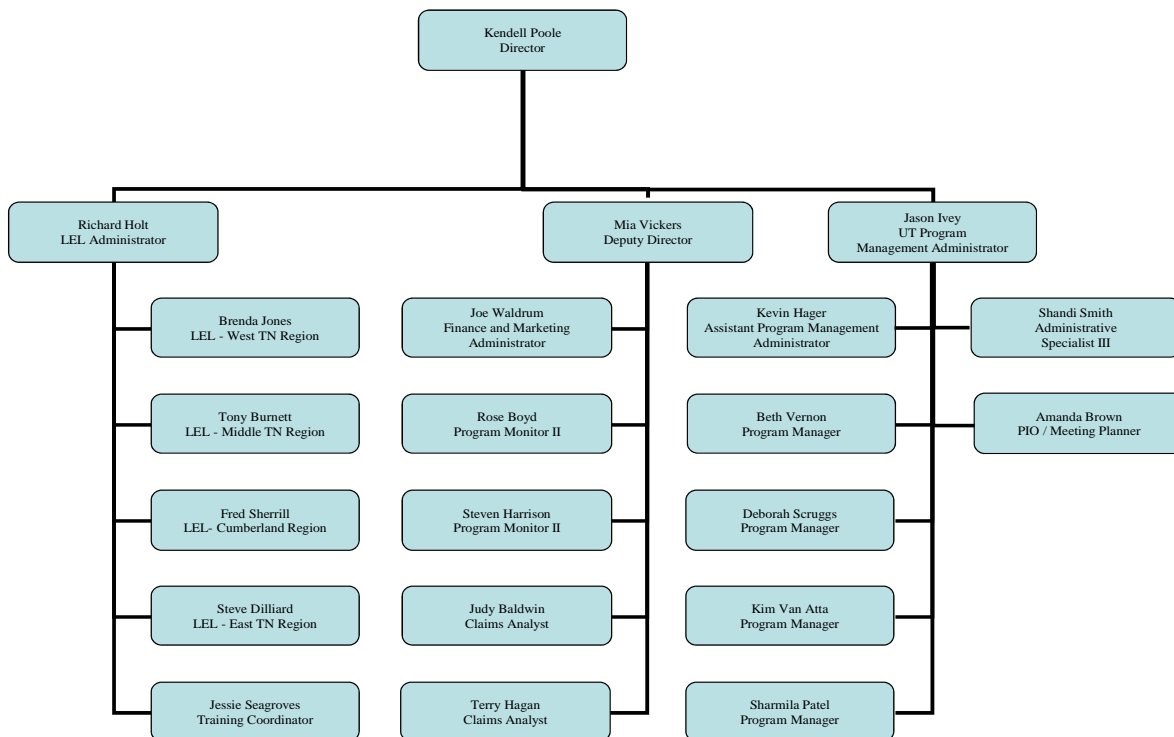 Kendell Poole
Director
Richard Holt
LEL Administrator
Mia Vickers
Deputy Director
Jason Ivey
UT Program
Management Administrator
Brenda Jones
LEL - West TN Region
Joe Waldrum
Finance and Marketing
Administrator
Kevin Hager
Assistant Program Management
Administrator
Shandi Smith
Administrative
Specialist III
Tony Burnett
LEL - Middle TN Region
Rose Boyd
Program Monitor II
Beth Vernon
Program Manager
Amanda Brown
PIO / Meeting Planner
Fred Sherrill
LEL- Cumberland Region
Steven Harrison
Program Monitor II
Deborah Scruggs
Program Manager
Steve Dilliard
LEL - East TN Region
Judy Baldwin
Claims Analyst
Kim Van Atta
Program Manager
Jessie Seagroves
Training Coordinator
Terry Hagan
Claims Analyst
Sharmila Patel
Program Manager